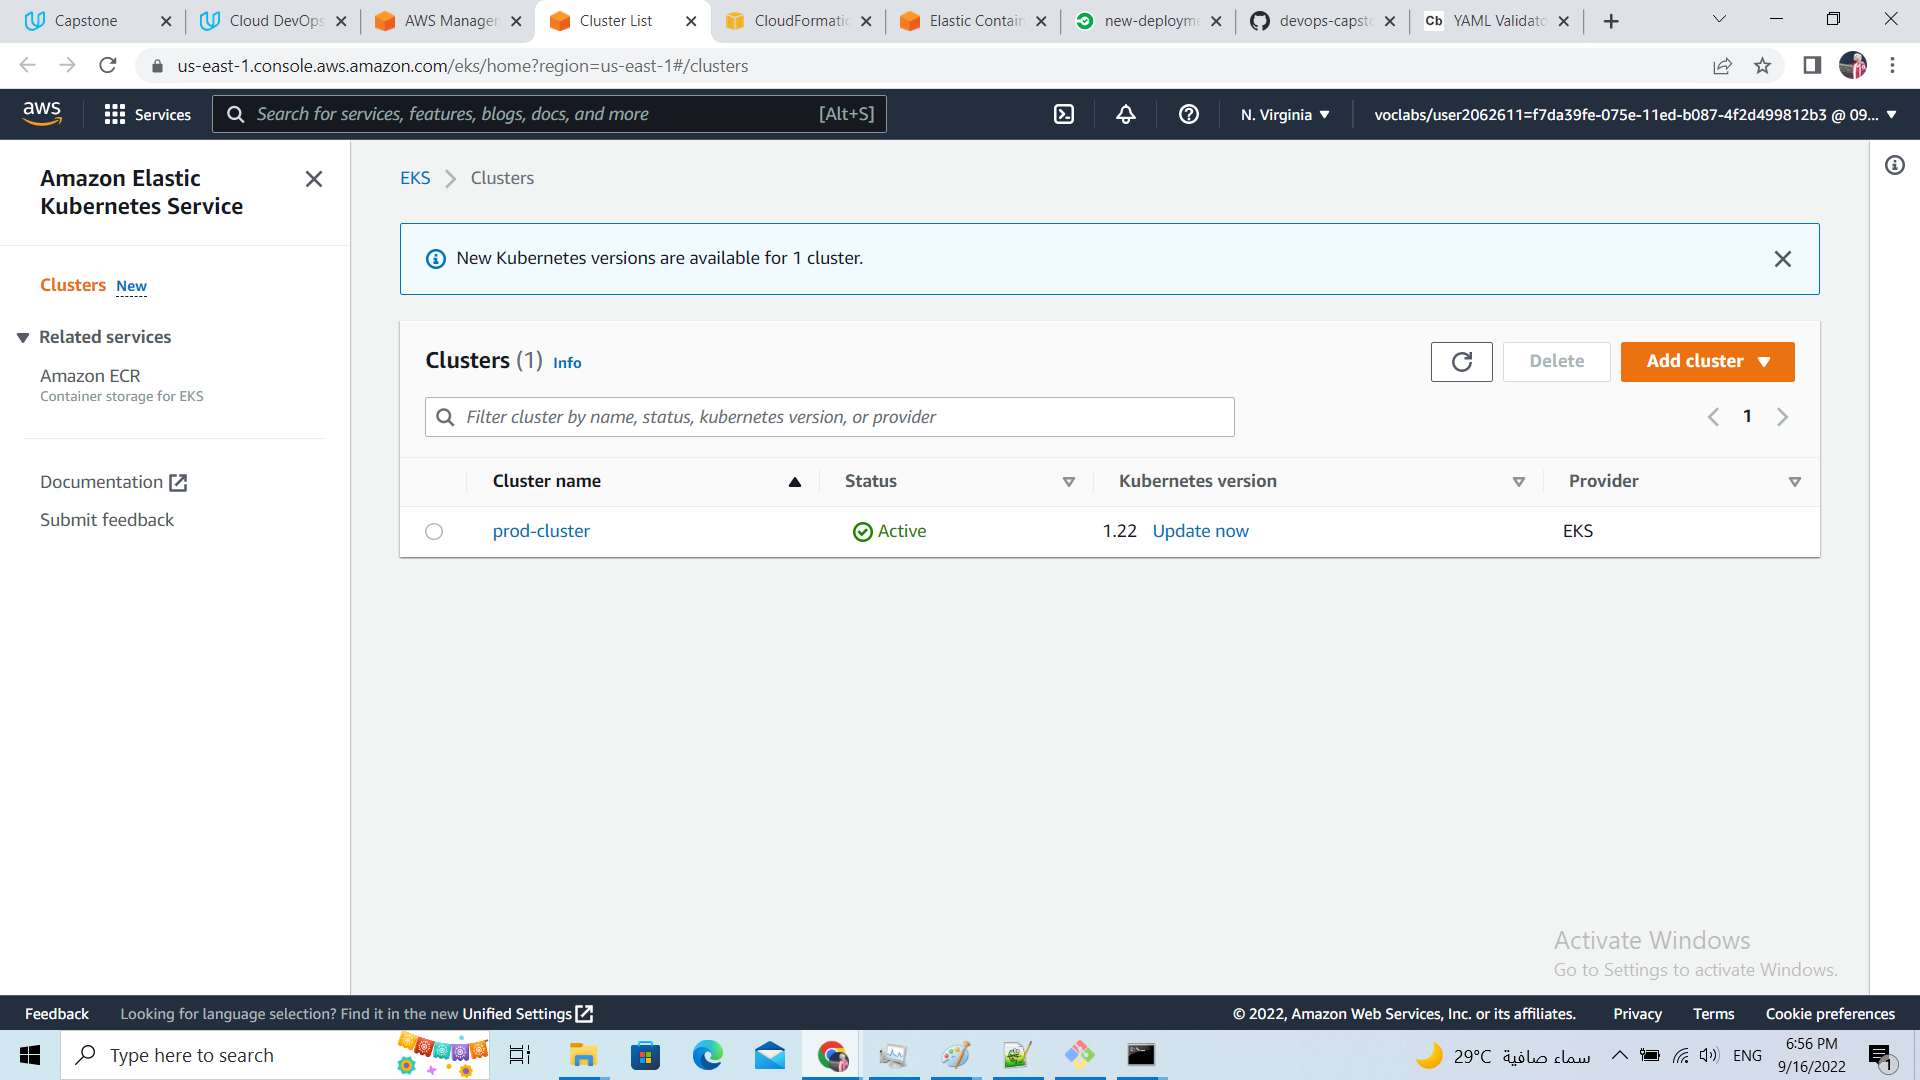 Capstone
Cloud DevOps
AWS Managem
Cluster List
CloudFormatio
Elastic Contain
new-deployme
devops-capsto
Cb YAML Validato
us-east-1.console.aws.amazon.com/eks/home?region=us-east-1#/clusters
aws
Services
Search for services, features, blogs, docs, and more [Alt+S]
N. Virginia
voclabs/user2062611=f7da39fe-075e-11ed-b087-4f2d499812b3 @ 09...
Amazon Elastic
Kubernetes Service
Clusters New
Related services
Amazon ECR
Container storage for EKS
Documentation
Submit feedback
EKS Clusters
New Kubernetes versions are available for 1 cluster.
Clusters (1) Info
Delete
Add cluster
Filter cluster by name, status, kubernetes version, or provider
1
Cluster name Status Kubernetes version Provider
prod-cluster Active 1.22 Update now EKS
Activate Windows
Go to Settings to activate Windows.
Feedback Looking for language selection? Find it in the new Unified Settings
© 2022, Amazon Web Services, Inc. or its affiliates. Privacy Terms Cookie preferences
Type here to search
29°C سماء صافية
ENG
6:56 PM
9/16/2022
1